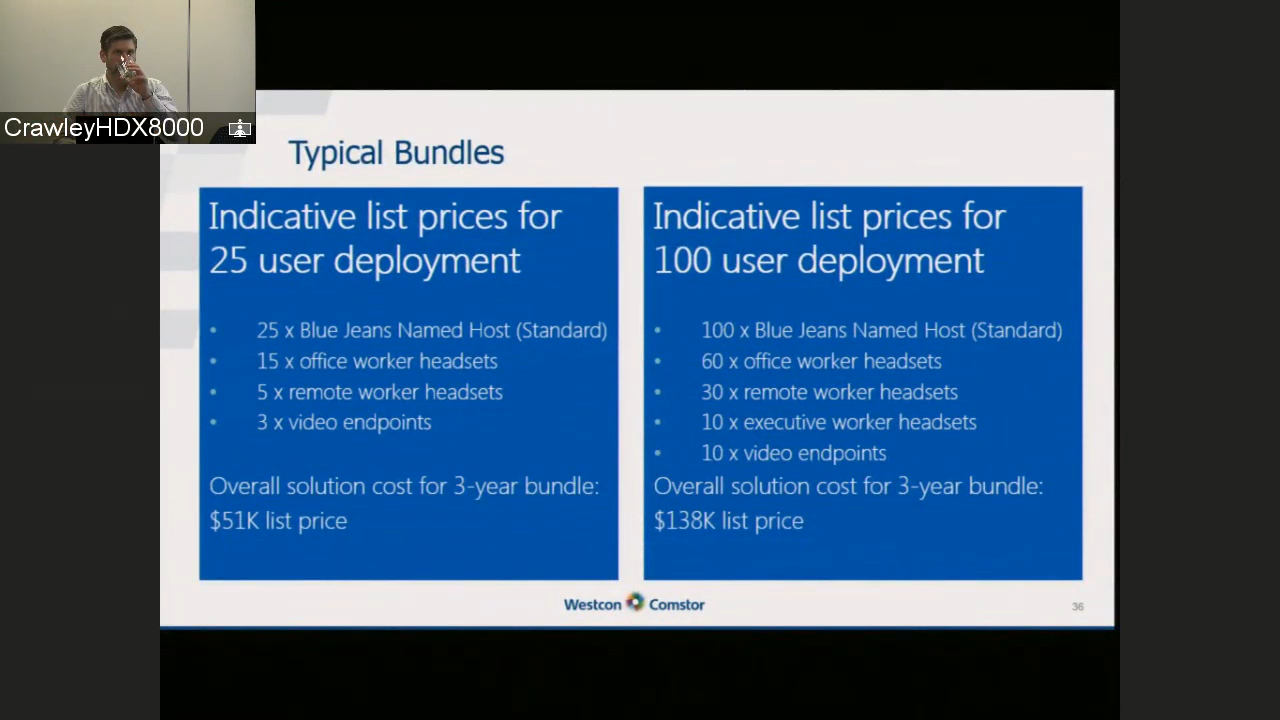 CrawleyHDX8000
Typical Bundles
Indicative list prices for
25 user deployment
• 25 x Blue Jeans Named Host (Standard)
• 15 x office worker headsets
• 5 x remote worker headsets
• 3 x video endpoints
Overall solution cost for 3-year bundle:
$51K list price
Indicative list prices for
100 user deployment
• 100 x Blue Jeans Named Host (Standard)
• 60 x office worker headsets
• 30 x remote worker headsets
• 10 x executive worker headsets
• 10 x video endpoints
Overall solution cost for 3-year bundle:
$138K list price
Westcon Comstor
36